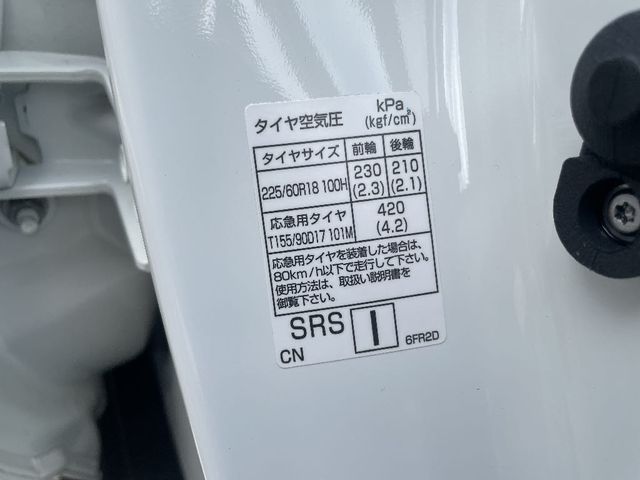 タイヤ空気圧 kPa (kgf/cm²)
タイヤサイズ 前輪 後輪
225/60R18 100H 230 (2.3) 210 (2.1)
応急用タイヤ T155/90D17 101M 420 (4.2)
応急用タイヤを装着した場合は、
80km/h以下で走行して下さい。
使用方法は、取扱い説明書を
御覧下さい。
SRS I
CN 6FR2D